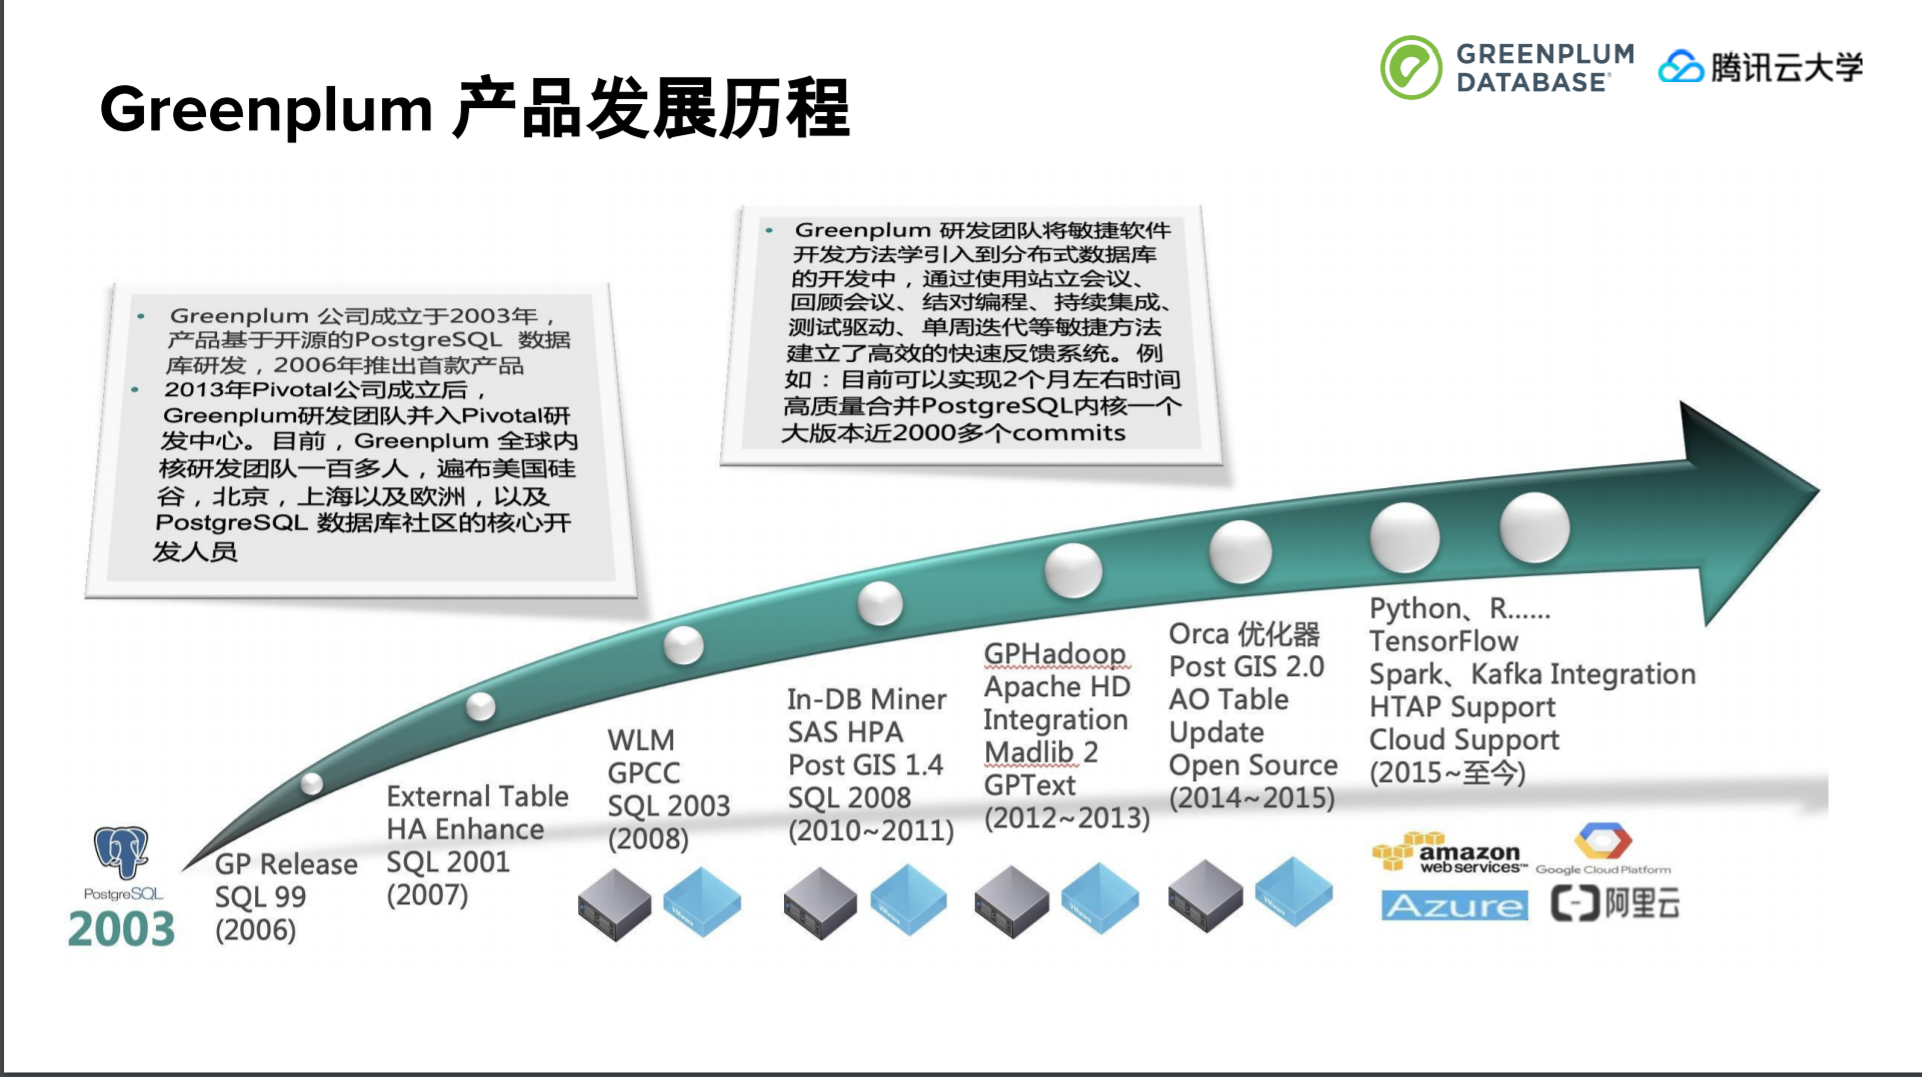 Greenplum 产品发展历程
GREENPLUM
DATABASE
腾讯云大学
• Greenplum 公司成立于2003年，
产品基于开源的PostgreSQL 数据
库研发，2006年推出首款产品
• 2013年Pivotal公司成立后，
Greenplum研发团队并入Pivotal研
发中心。目前，Greenplum 全球内
核研发团队一百多人，遍布美国硅
谷，北京，上海以及欧洲，以及
PostgreSQL 数据库社区的核心开
发人员
• Greenplum 研发团队将敏捷软件
开发方法学引入到分布式数据库
的开发中，通过使用站立会议、
回顾会议、结对编程、持续集成、
测试驱动、单周迭代等敏捷方法
建立了高效的快速反馈系统。例
如：目前可以实现2个月左右时间
高质量合并PostgreSQL内核一个
大版本近2000多个commits
PostgreSQL
2003
GP Release
SQL 99
(2006)
External Table
HA Enhance
SQL 2001
(2007)
WLM
GPCC
SQL 2003
(2008)
In-DB Miner
SAS HPA
Post GIS 1.4
SQL 2008
(2010~2011)
GPHadoop
Apache HD
Integration
Madlib 2
GPText
(2012~2013)
Orca 优化器
Post GIS 2.0
AO Table
Update
Open Source
(2014~2015)
Python、R......
TensorFlow
Spark、Kafka Integration
HTAP Support
Cloud Support
(2015~至今)
amazon
web services™
Google Cloud Platform
Azure
阿里云